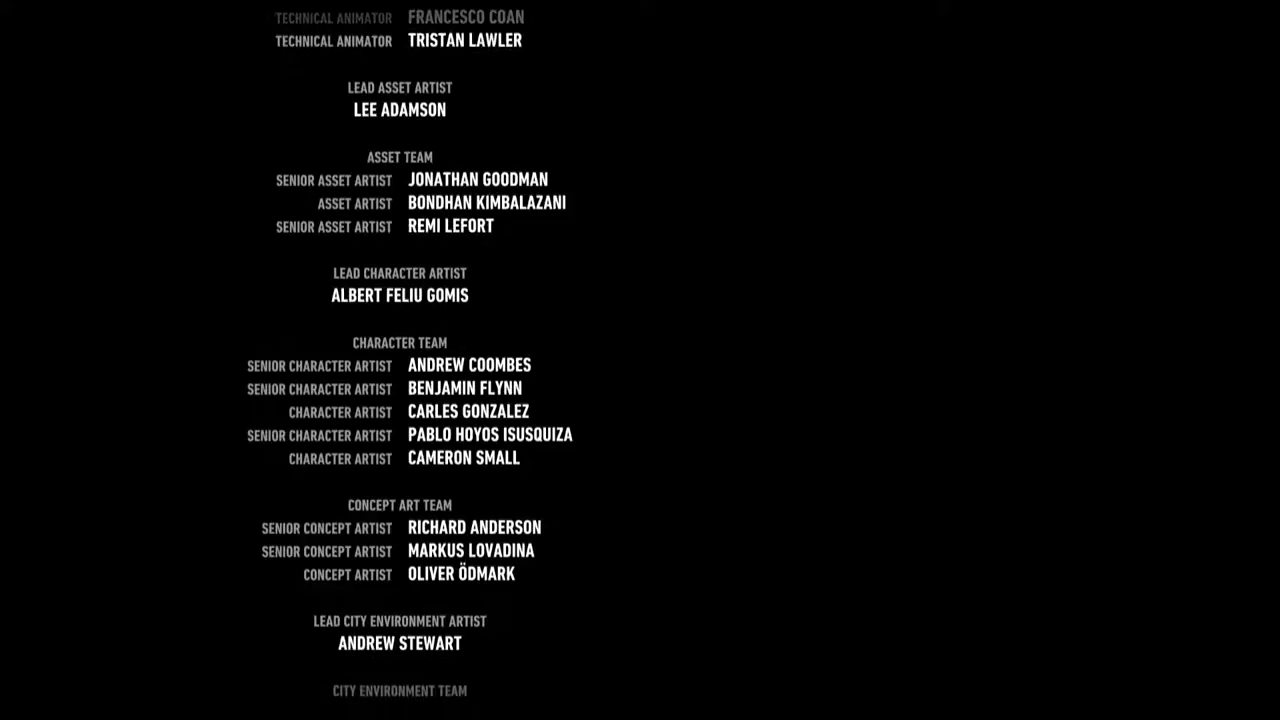 TECHNICAL ANIMATOR FRANCESCO COAN
TECHNICAL ANIMATOR TRISTAN LAWLER
LEAD ASSET ARTIST
LEE ADAMSON
ASSET TEAM
SENIOR ASSET ARTIST JONATHAN GOODMAN
ASSET ARTIST BONDHAN KIMBALAZANI
SENIOR ASSET ARTIST REMI LEFORT
LEAD CHARACTER ARTIST
ALBERT FELIU GOMIS
CHARACTER TEAM
SENIOR CHARACTER ARTIST ANDREW COOMBES
SENIOR CHARACTER ARTIST BENJAMIN FLYNN
CHARACTER ARTIST CARLES GONZALEZ
SENIOR CHARACTER ARTIST PABLO HOYOS ISUSQUIZA
CHARACTER ARTIST CAMERON SMALL
CONCEPT ART TEAM
SENIOR CONCEPT ARTIST RICHARD ANDERSON
SENIOR CONCEPT ARTIST MARKUS LOVADINA
CONCEPT ARTIST OLIVER ÖDMARK
LEAD CITY ENVIRONMENT ARTIST
ANDREW STEWART
CITY ENVIRONMENT TEAM